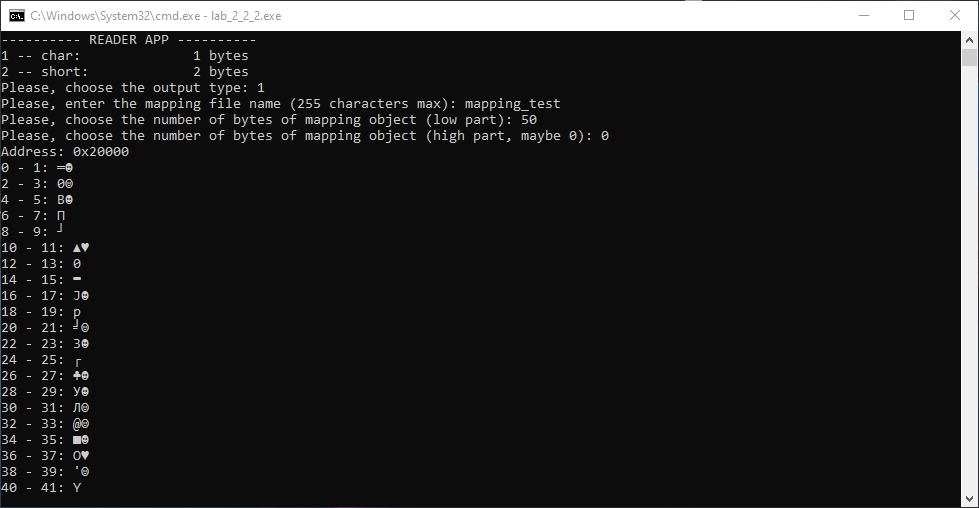 C:\Windows\System32\cmd.exe - lab_2_2_2.exe
---------- READER APP ----------
1 -- char:              1 bytes
2 -- short:             2 bytes
Please, choose the output type: 1
Please, enter the mapping file name (255 characters max): mapping_test
Please, choose the number of bytes of mapping object (low part): 50
Please, choose the number of bytes of mapping object (high part, maybe 0): 0
Address: 0x20000
0 - 1: ═☻
2 - 3: 0☺
4 - 5: В☻
6 - 7: П
8 - 9: ┘
10 - 11: ▲♥
12 - 13: 0
14 - 15: ━
16 - 17: J☻
18 - 19: p
20 - 21: ╛☺
22 - 23: 3☻
24 - 25: ┌
26 - 27: ♣☻
28 - 29: У☻
30 - 31: Л☺
32 - 33: @☺
34 - 35: ■☻
36 - 37: O♥
38 - 39: '☺
40 - 41: Y